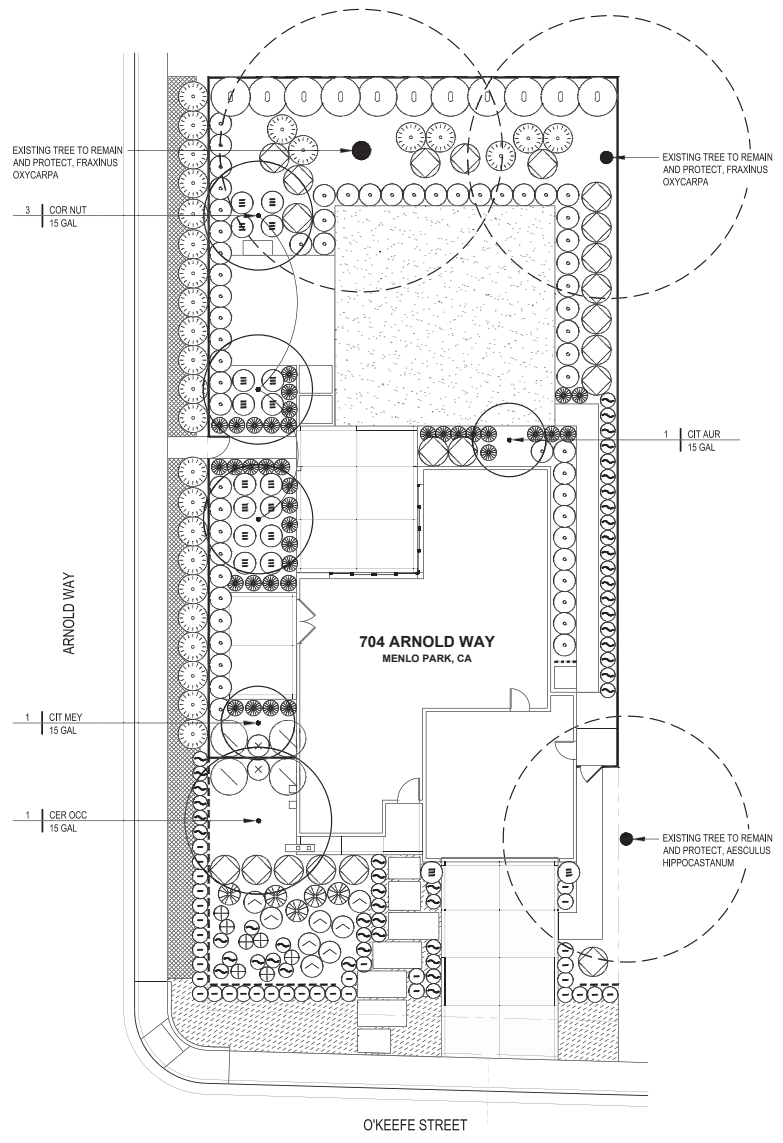 EXISTING TREE TO REMAIN
AND PROTECT, FRAXINUS
OXYCARPA
EXISTING TREE TO REMAIN
AND PROTECT, FRAXINUS
OXYCARPA
3 COR NUT
15 GAL
1 CIT AUR
15 GAL
ARNOLD WAY
704 ARNOLD WAY
MENLO PARK, CA
1 CIT MEY
15 GAL
1 CER OCC
15 GAL
EXISTING TREE TO REMAIN
AND PROTECT, AESCULUS
HIPPOCASTANUM
O'KEEFE STREET